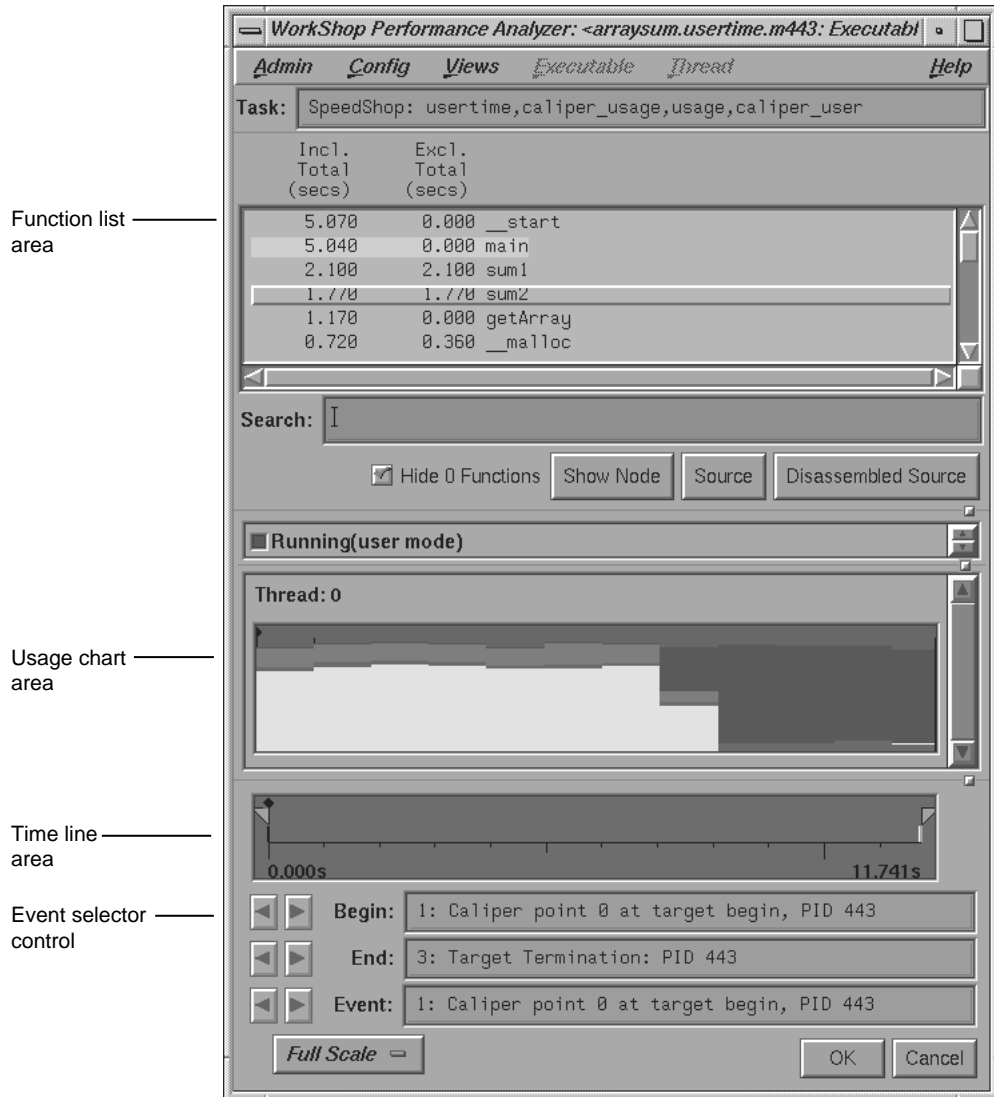 WorkShop Performance Analyzer: <arraysum.usertime.m443: Executabl
Admin Config Views Executable Thread Help
Task: SpeedShop: usertime,caliper_usage,usage,caliper_user
Incl. Excl.
Total Total
(secs) (secs)
Function list
area
5.070 0.000 __start
5.040 0.000 main
2.100 2.100 sum1
1.770 1.770 sum2
1.170 0.000 getArray
0.720 0.360 __malloc
Search:
Hide 0 Functions Show Node Source Disassembled Source
Running(user mode)
Thread: 0
Usage chart
area
Time line
area
0.000s 11.741s
Event selector
control
Begin: 1: Caliper point 0 at target begin, PID 443
End: 3: Target Termination: PID 443
Event: 1: Caliper point 0 at target begin, PID 443
Full Scale OK Cancel